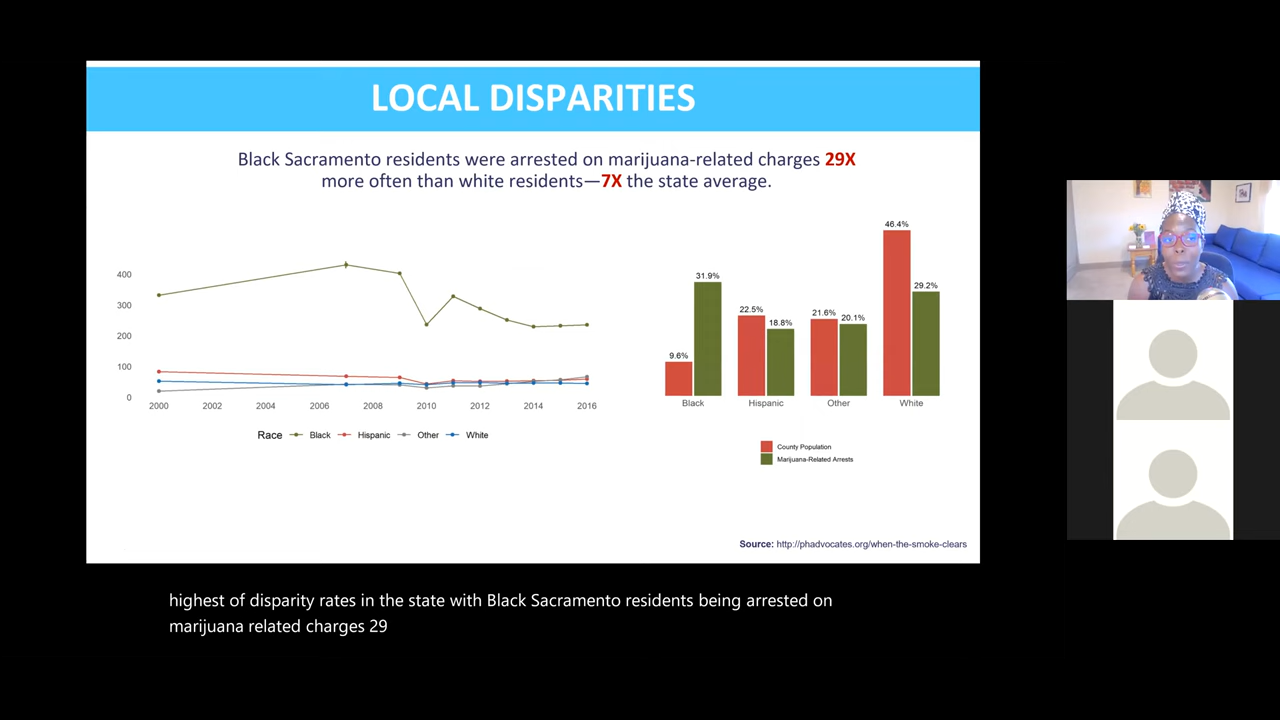 LOCAL DISPARITIES
Black Sacramento residents were arrested on marijuana-related charges 29X
more often than white residents—7X the state average.
400
300
200
100
0
2000 2002 2004 2006 2008 2010 2012 2014 2016
Race Black Hispanic Other White
46.4%
31.9%
29.2%
22.5%
21.6%
20.1%
18.8%
9.6%
Black Hispanic Other White
County Population
Marijuana-Related Arrests
Source: http://phadvocates.org/when-the-smoke-clears
highest of disparity rates in the state with Black Sacramento residents being arrested on
marijuana related charges 29